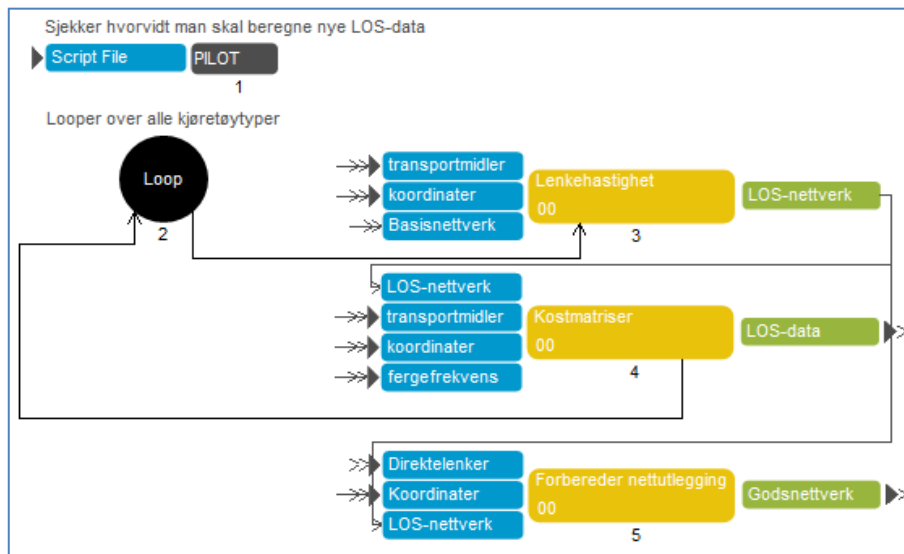 Sjekker hvorvidt man skal beregne nye LOS-data
Script File
PILOT
1
Looper over alle kjøretøytyper
Loop
2
transportmidler
koordinater
Basisnettverk
Lenkehastighet
00
3
LOS-nettverk
LOS-nettverk
transportmidler
koordinater
fergefrekvens
Kostmatriser
00
4
LOS-data
Direktelenker
Koordinater
LOS-nettverk
Forbereder nettutlegging
00
5
Godsnettverk